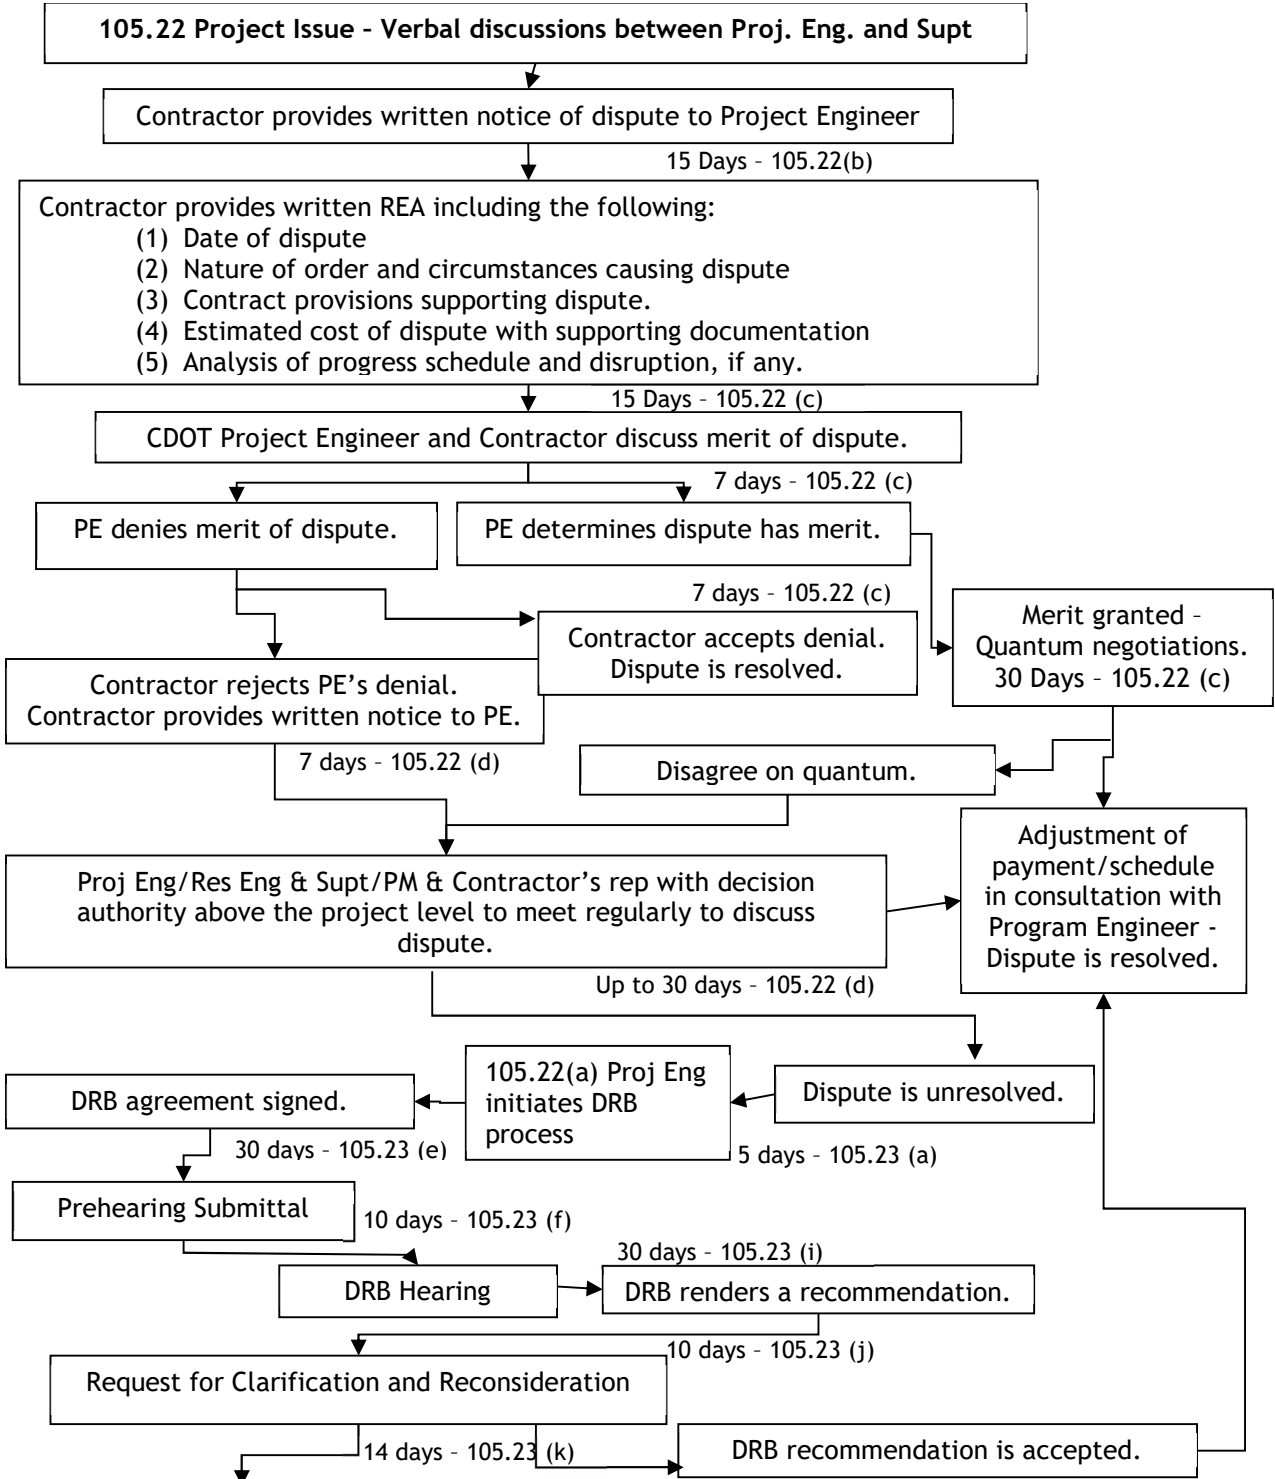 105.22 Project Issue – Verbal discussions between Proj. Eng. and Supt
Contractor provides written notice of dispute to Project Engineer
15 Days – 105.22(b)
Contractor provides written REA including the following:
(1) Date of dispute
(2) Nature of order and circumstances causing dispute
(3) Contract provisions supporting dispute.
(4) Estimated cost of dispute with supporting documentation
(5) Analysis of progress schedule and disruption, if any.
15 Days – 105.22 (c)
CDOT Project Engineer and Contractor discuss merit of dispute.
7 days – 105.22 (c)
PE denies merit of dispute.
PE determines dispute has merit.
7 days – 105.22 (c)
Contractor accepts denial.
Dispute is resolved.
Merit granted –
Quantum negotiations.
30 Days – 105.22 (c)
Contractor rejects PE’s denial.
Contractor provides written notice to PE.
7 days – 105.22 (d)
Disagree on quantum.
Adjustment of
payment/schedule
in consultation with
Program Engineer -
Dispute is resolved.
Proj Eng/Res Eng & Supt/PM & Contractor’s rep with decision
authority above the project level to meet regularly to discuss
dispute.
Up to 30 days – 105.22 (d)
Dispute is unresolved.
5 days – 105.23 (a)
105.22(a) Proj Eng
initiates DRB
process
DRB agreement signed.
30 days – 105.23 (e)
Prehearing Submittal
10 days – 105.23 (f)
DRB Hearing
30 days – 105.23 (i)
DRB renders a recommendation.
10 days – 105.23 (j)
Request for Clarification and Reconsideration
14 days – 105.23 (k)
DRB recommendation is accepted.